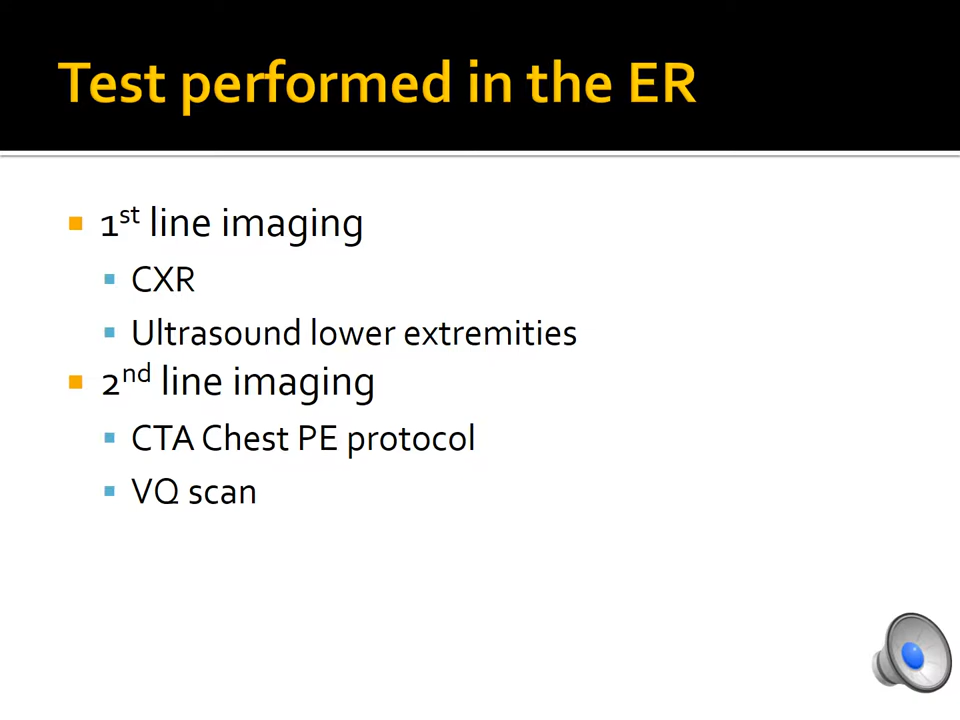 Test performed in the ER
1st line imaging
CXR
Ultrasound lower extremities
2nd line imaging
CTA Chest PE protocol
VQ scan